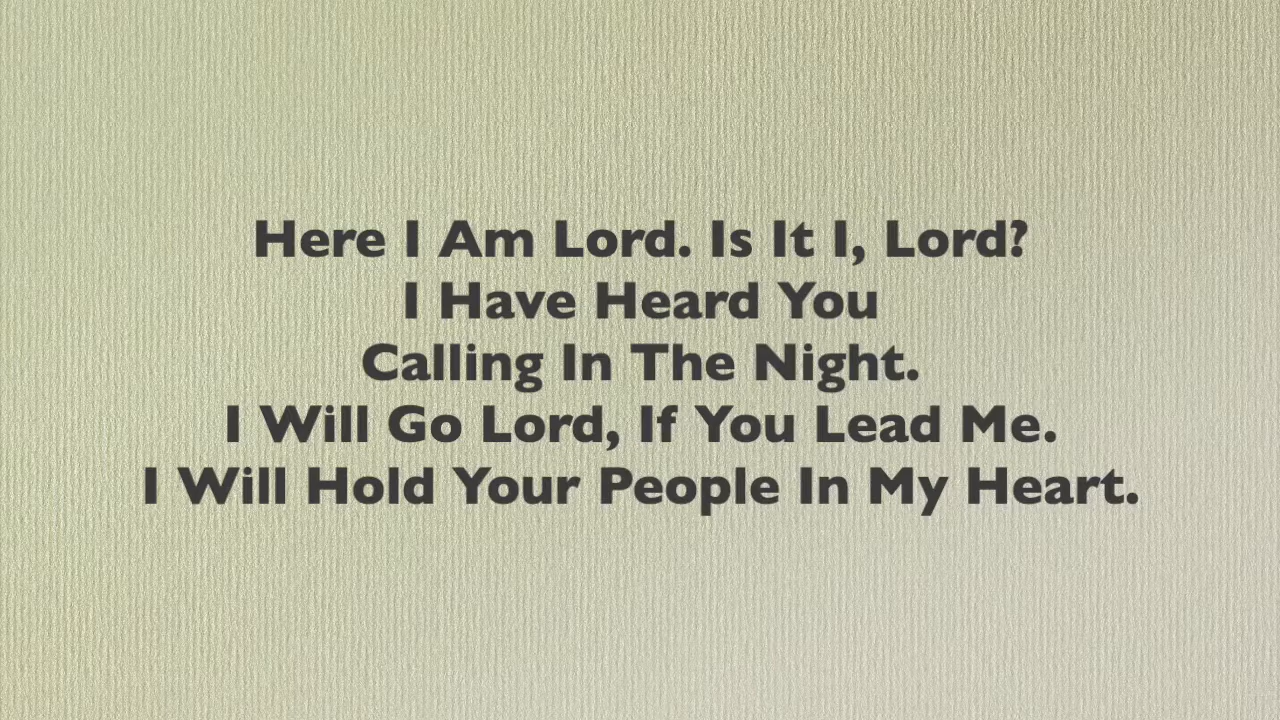 Here I Am Lord. Is It I, Lord?
I Have Heard You
Calling In The Night.
I Will Go Lord, If You Lead Me.
I Will Hold Your People In My Heart.